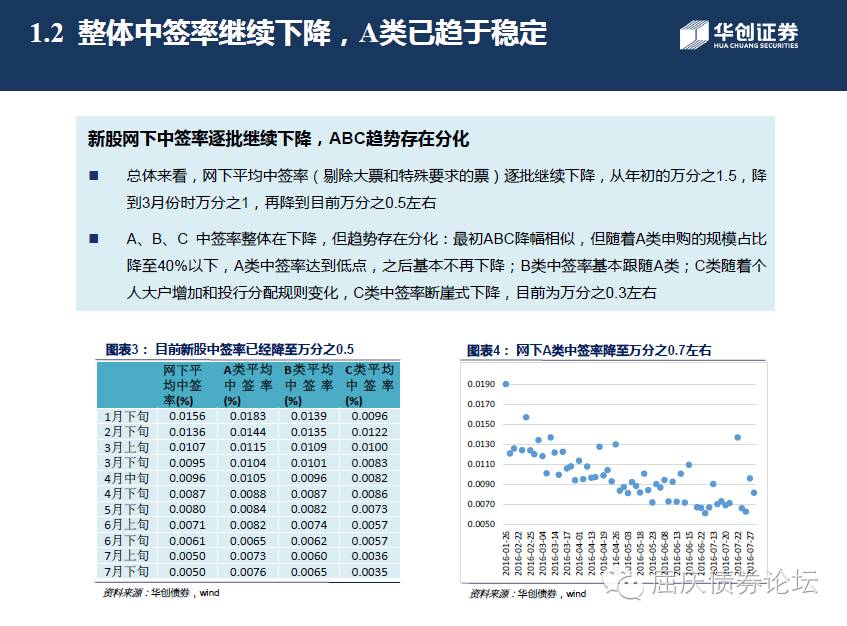 1.2 整体中签率继续下降，A类已趋于稳定
华创证券
HUA CHUANG SECURITIES
新股网下中签率逐批继续下降，ABC趋势存在分化
■ 总体来看，网下平均中签率（剔除大票和特殊要求的票）逐批继续下降，从年初的万分之1.5，降
到3月份时万分之1，再降到目前万分之0.5左右
■ A、B、C 中签率整体在下降，但趋势存在分化：最初ABC降幅相似，但随着A类申购的规模占比
降至40%以下，A类中签率达到低点，之后基本不再下降；B类中签率基本跟随A类；C类随着个
人大户增加和投行分配规则变化，C类中签率断崖式下降，目前为万分之0.3左右
图表3： 目前新股中签率已经降至万分之0.5
网下平 A类平均 B类平均 C类平均
均中签 中签率 中签率 中签率
率(%) (%) (%) (%)
1月下旬 0.0156 0.0183 0.0139 0.0096
2月下旬 0.0136 0.0144 0.0135 0.0122
3月上旬 0.0107 0.0115 0.0109 0.0100
3月下旬 0.0095 0.0104 0.0101 0.0083
4月中旬 0.0096 0.0105 0.0096 0.0082
4月下旬 0.0087 0.0088 0.0087 0.0086
5月下旬 0.0080 0.0084 0.0082 0.0073
6月上旬 0.0071 0.0082 0.0074 0.0057
6月下旬 0.0061 0.0065 0.0062 0.0057
7月上旬 0.0050 0.0073 0.0060 0.0036
7月下旬 0.0050 0.0076 0.0065 0.0035
资料来源：华创债券，wind
图表4： 网下A类中签率降至万分之0.7左右
0.0190
0.0170
0.0150
0.0130
0.0110
0.0090
0.0070
0.0050
2016-01-26
2016-02-22
2016-02-25
2016-03-04
2016-03-14
2016-03-17
2016-04-01
2016-04-13
2016-04-19
2016-04-26
2016-05-03
2016-05-18
2016-05-23
2016-06-08
2016-06-13
2016-06-15
2016-06-22
2016-07-13
2016-07-20
2016-07-22
2016-07-27
资料来源：华创债券，wind
屈庆债券论坛